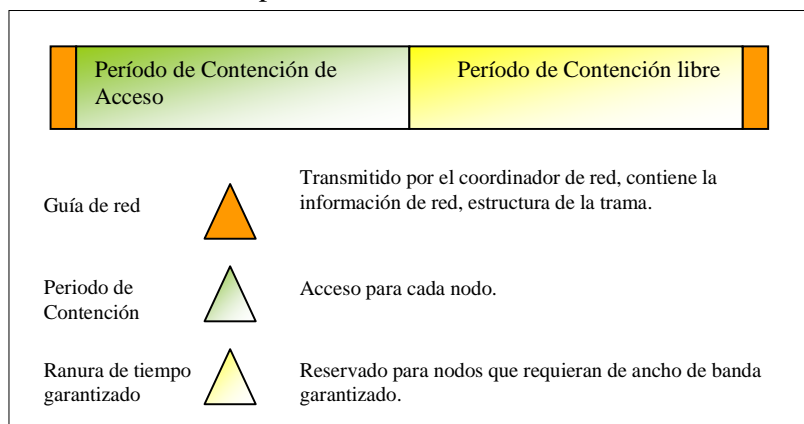 Período de Contención de
Acceso
Período de Contención libre
Guía de red
Transmitido por el coordinador de red, contiene la
información de red, estructura de la trama.
Periodo de
Contención
Acceso para cada nodo.
Ranura de tiempo
garantizado
Reservado para nodos que requieran de ancho de banda
garantizado.